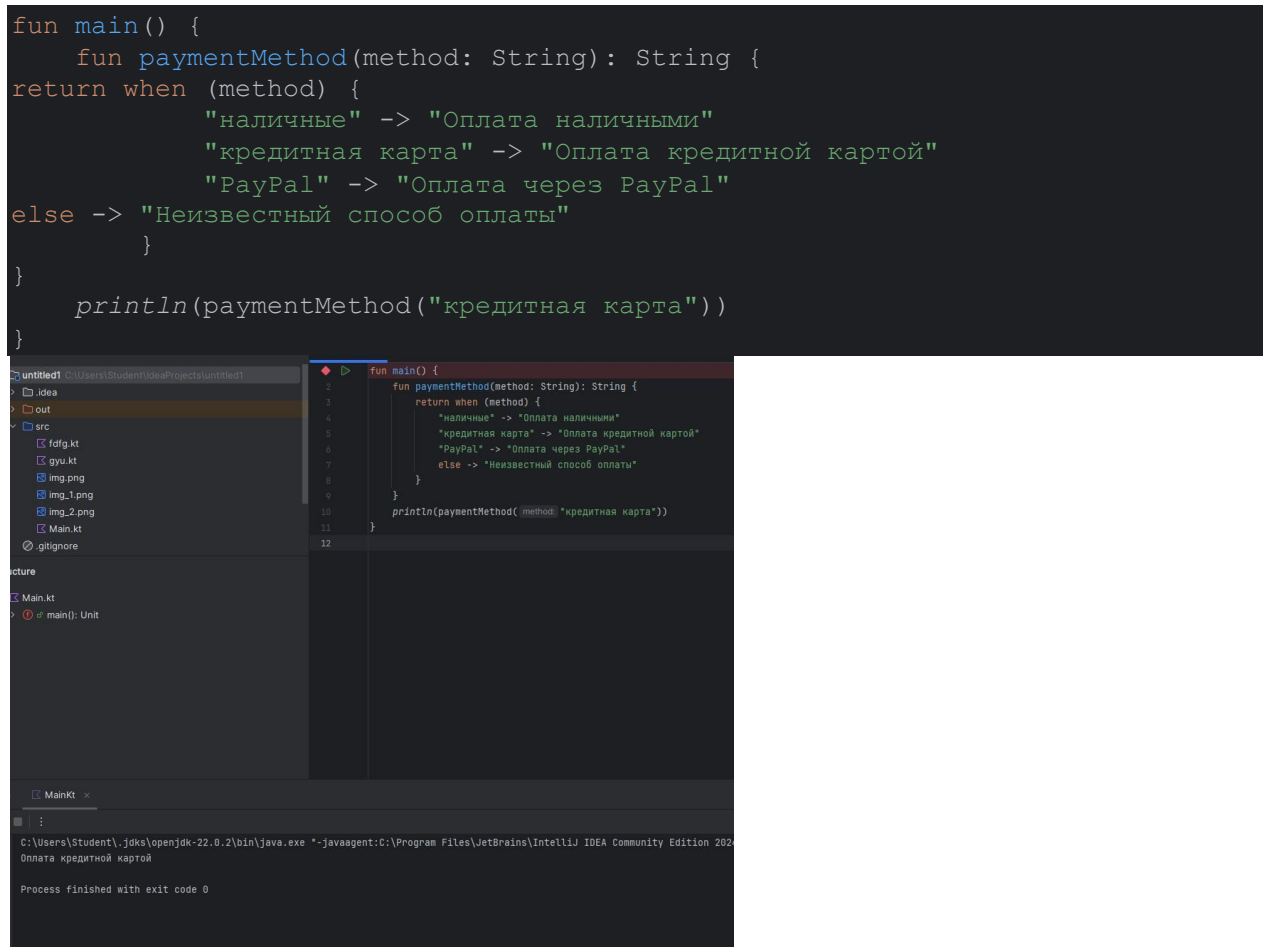 fun main() {
fun paymentMethod(method: String): String {
return when (method) {
"наличные" -> "Оплата наличными"
"кредитная карта" -> "Оплата кредитной картой"
"PayPal" -> "Оплата через PayPal"
else -> "Неизвестный способ оплаты"
}
}
println(paymentMethod("кредитная карта"))
}
untitled1 C:\Users\Student\IdeaProjects\untitled1
.idea
out
src
fdfg.kt
gyu.kt
img.png
img_1.png
img_2.png
Main.kt
.gitignore
cture
Main.kt
main(): Unit
fun main() {
2 fun paymentMethod(method: String): String {
3 return when (method) {
4 "наличные" -> "Оплата наличными"
5 "кредитная карта" -> "Оплата кредитной картой"
6 "PayPal" -> "Оплата через PayPal"
7 else -> "Неизвестный способ оплаты"
8 }
9 }
10 println(paymentMethod( method: "кредитная карта"))
11 }
12
MainKt ×
C:\Users\Student\.jdks\openjdk-22.0.2\bin\java.exe "-javaagent:C:\Program Files\JetBrains\IntelliJ IDEA Community Edition 202
Оплата кредитной картой
Process finished with exit code 0